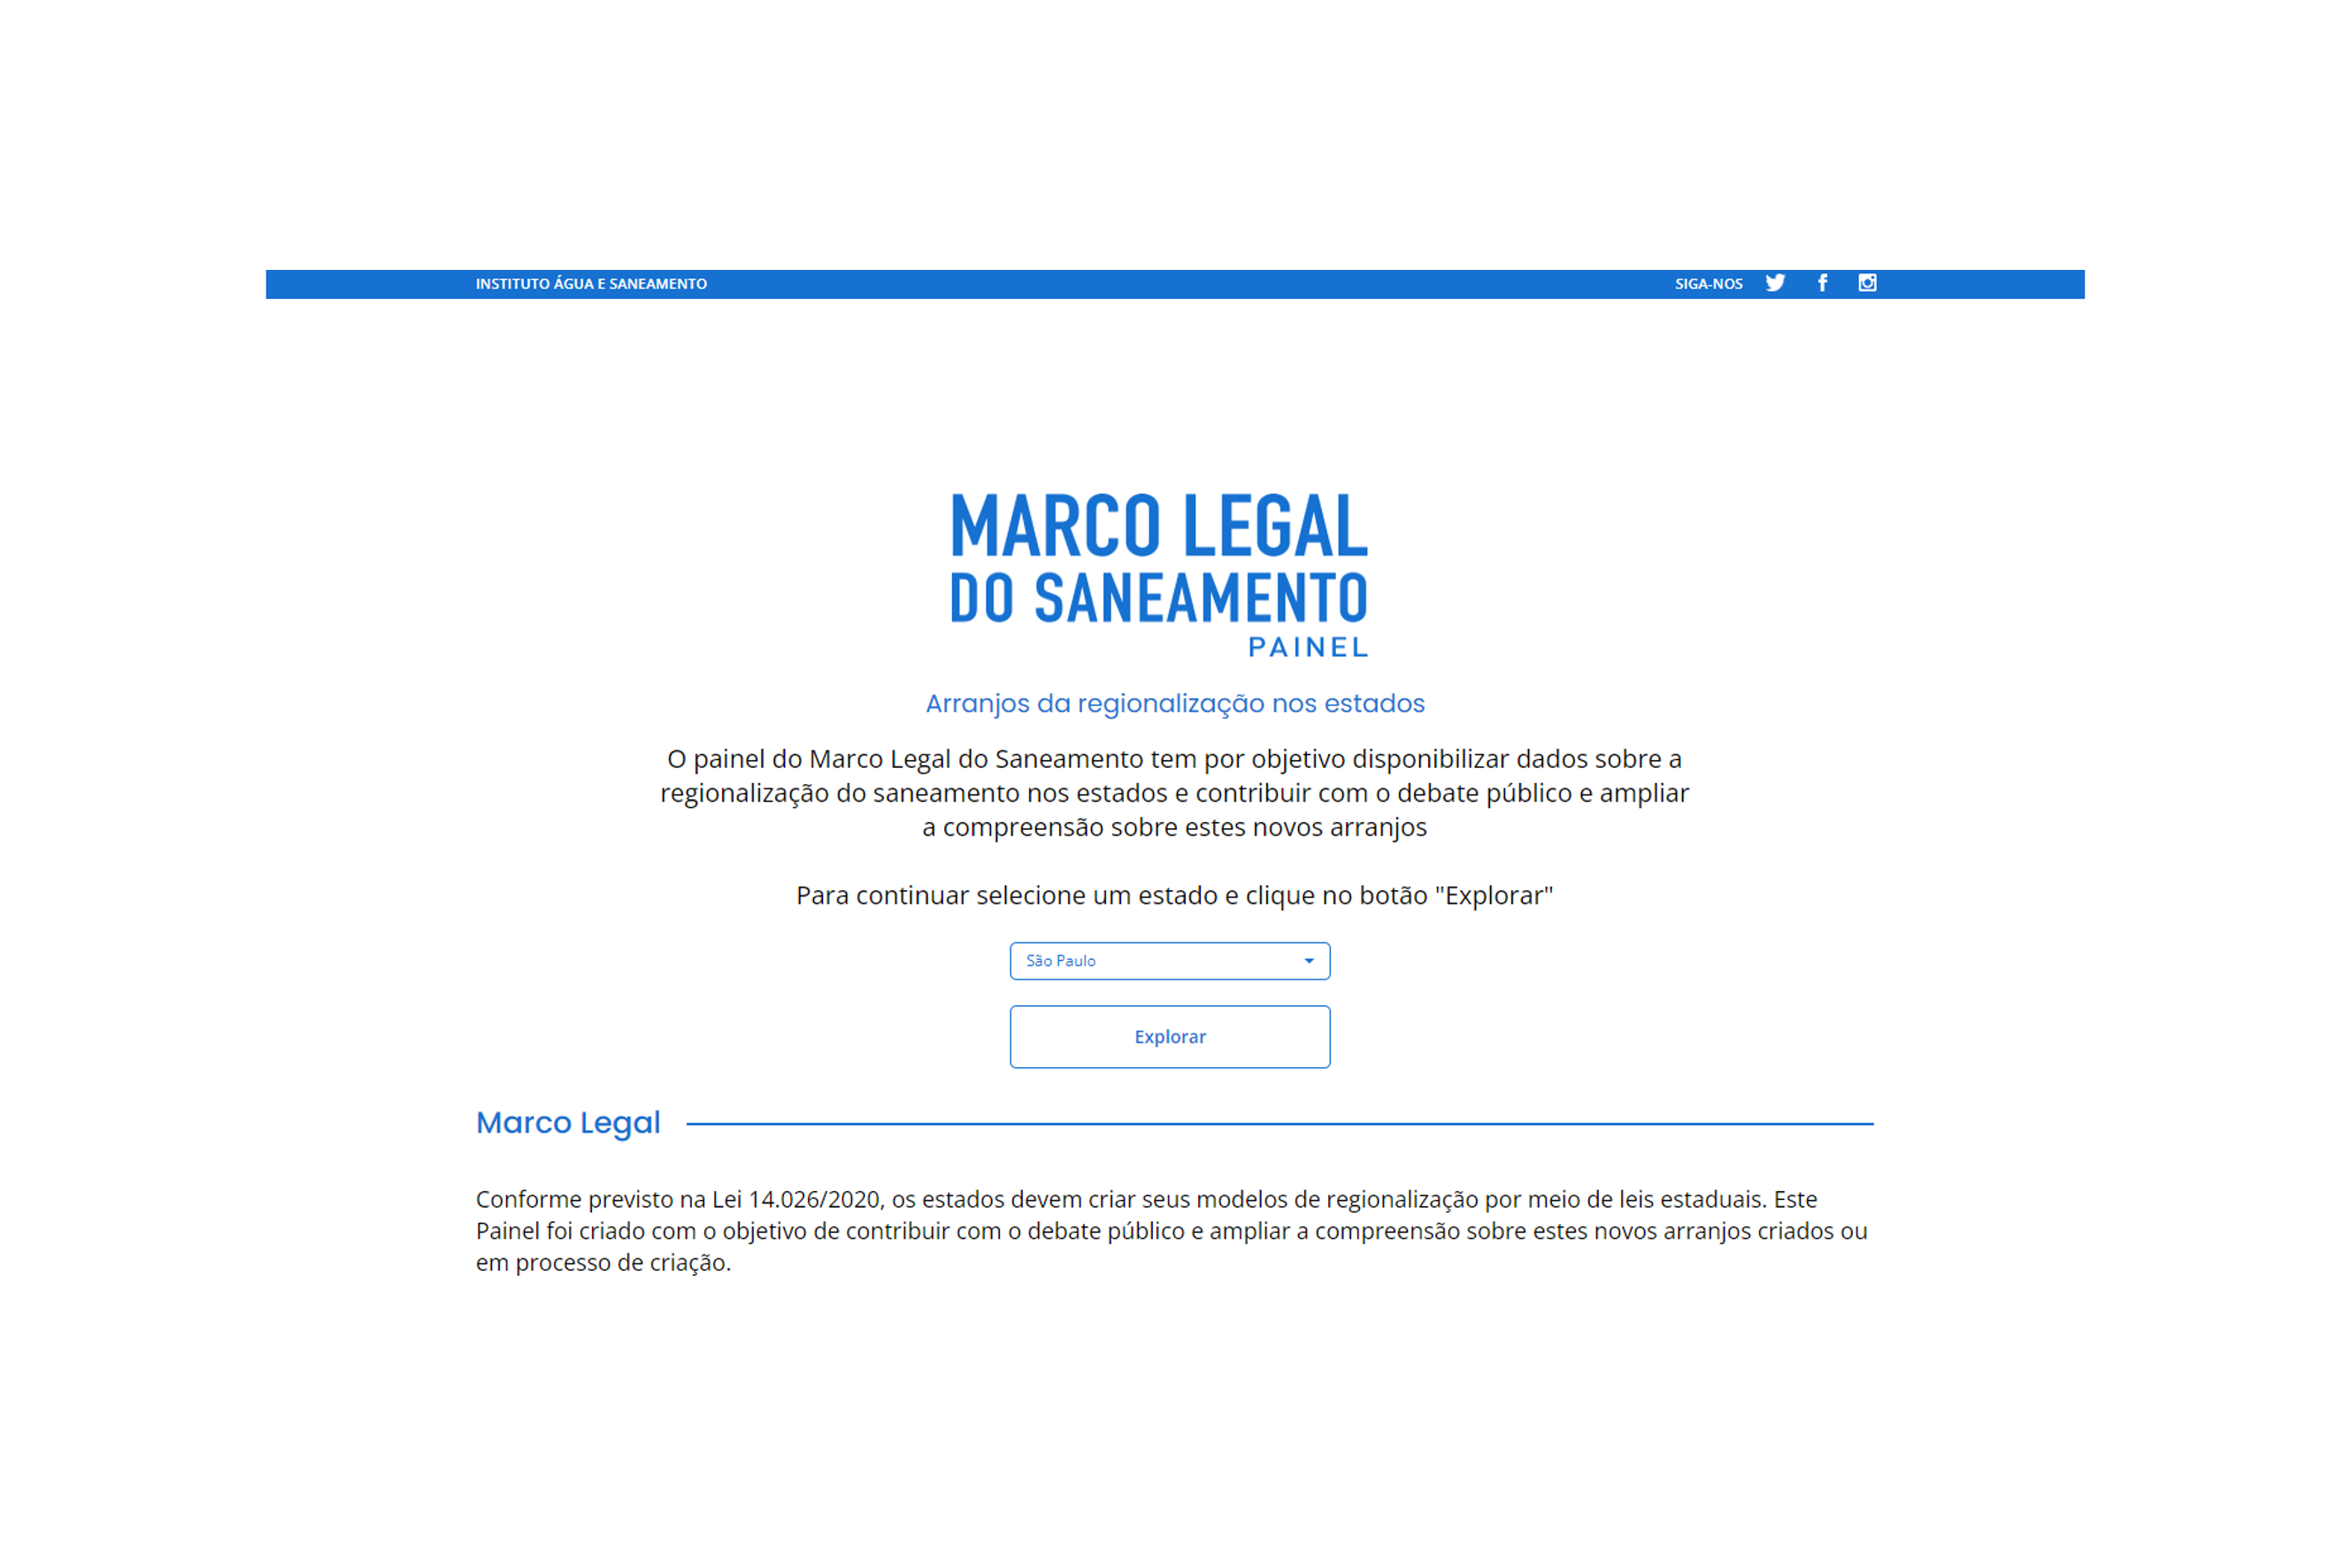 INSTITUTO ÁGUA E SANEAMENTO
SIGA-NOS
MARCO LEGAL
DO SANEAMENTO
PAINEL
Arranjos da regionalização nos estados
O painel do Marco Legal do Saneamento tem por objetivo disponibilizar dados sobre a
regionalização do saneamento nos estados e contribuir com o debate público e ampliar
a compreensão sobre estes novos arranjos
Para continuar selecione um estado e clique no botão "Explorar"
São Paulo
Explorar
Marco Legal
Conforme previsto na Lei 14.026/2020, os estados devem criar seus modelos de regionalização por meio de leis estaduais. Este
Painel foi criado com o objetivo de contribuir com o debate público e ampliar a compreensão sobre estes novos arranjos criados ou
em processo de criação.